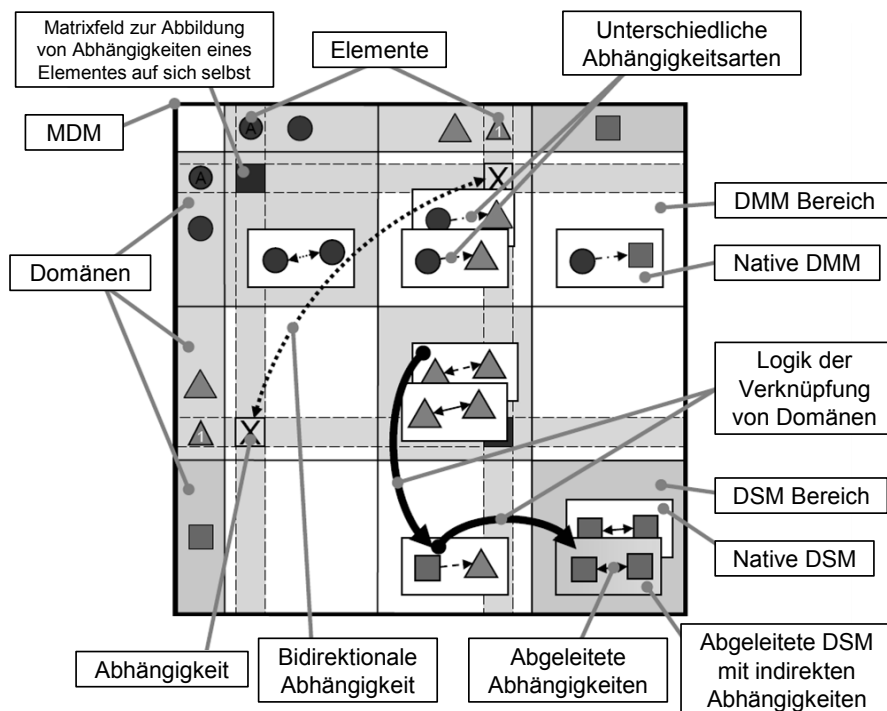 Matrixfeld zur Abbildung
von Abhängigkeiten eines
Elementes auf sich selbst
Elemente
Unterschiedliche
Abhängigkeitsarten
MDM
A
1
A
X
DMM Bereich
Native DMM
Domänen
Logik der
Verknüpfung
von Domänen
1
X
DSM Bereich
Native DSM
Abhängigkeit
Bidirektionale
Abhängigkeit
Abgeleitete
Abhängigkeiten
Abgeleitete DSM
mit indirekten
Abhängigkeiten